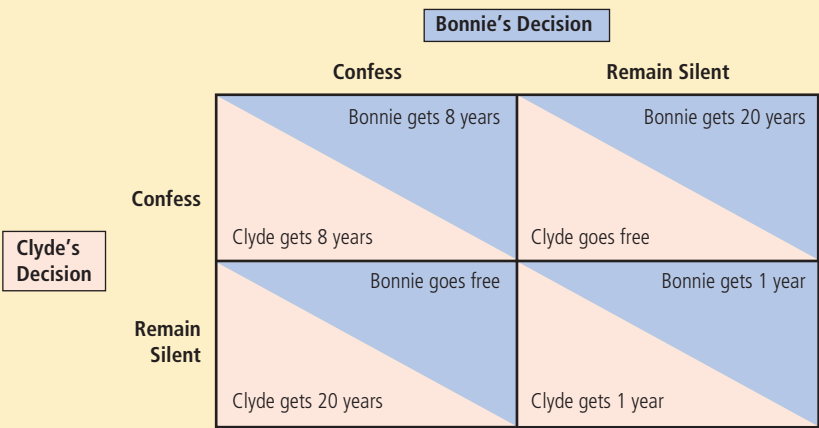 Bonnie's Decision
Confess
Remain Silent
Clyde's
Decision
Confess
Bonnie gets 8 years
Clyde gets 8 years
Bonnie gets 20 years
Clyde goes free
Remain
Silent
Bonnie goes free
Clyde gets 20 years
Bonnie gets 1 year
Clyde gets 1 year